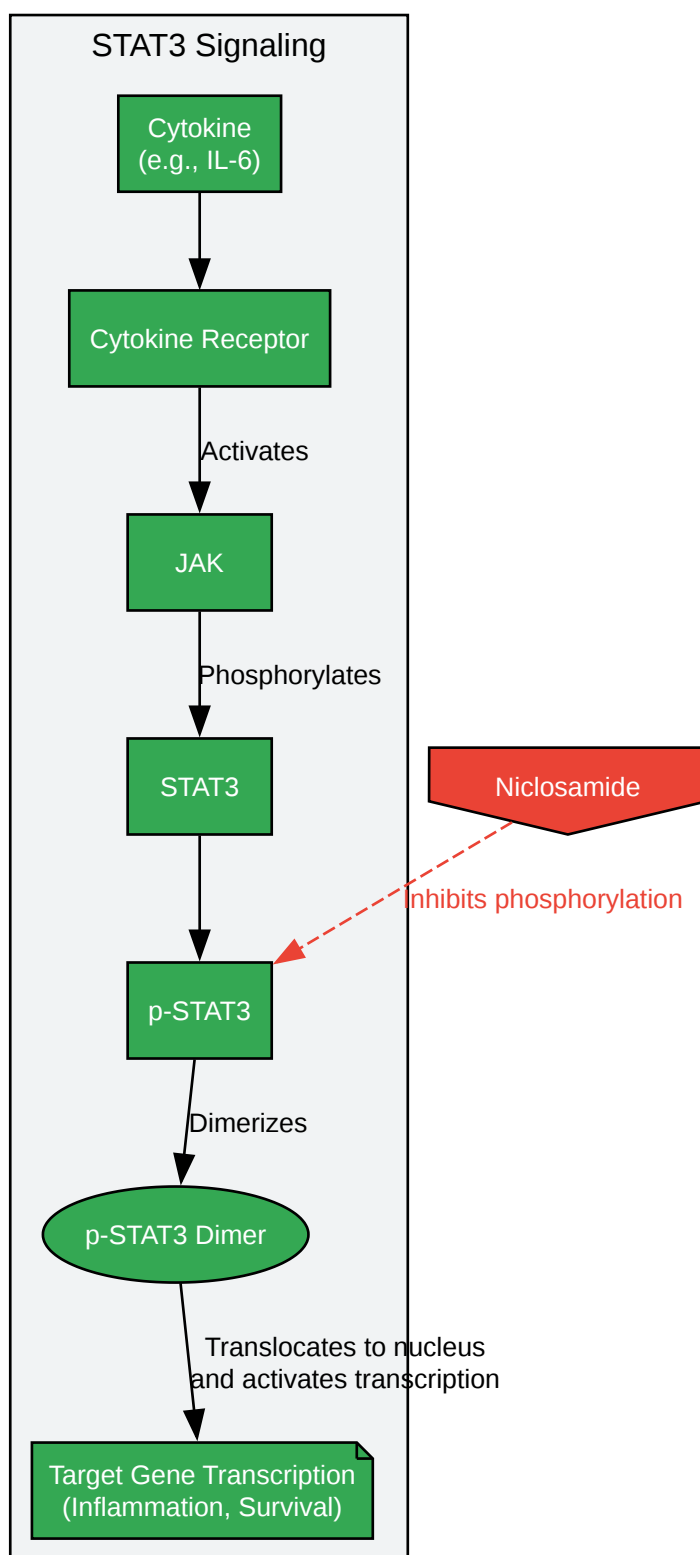 STAT3 Signaling
Cytokine
(e.g., IL-6)
Cytokine Receptor
Activates
JAK
Phosphorylates
STAT3
Niclosamide
Inhibits phosphorylation
p-STAT3
Dimerizes
p-STAT3 Dimer
Translocates to nucleus
and activates transcription
Target Gene Transcription
(Inflammation, Survival)